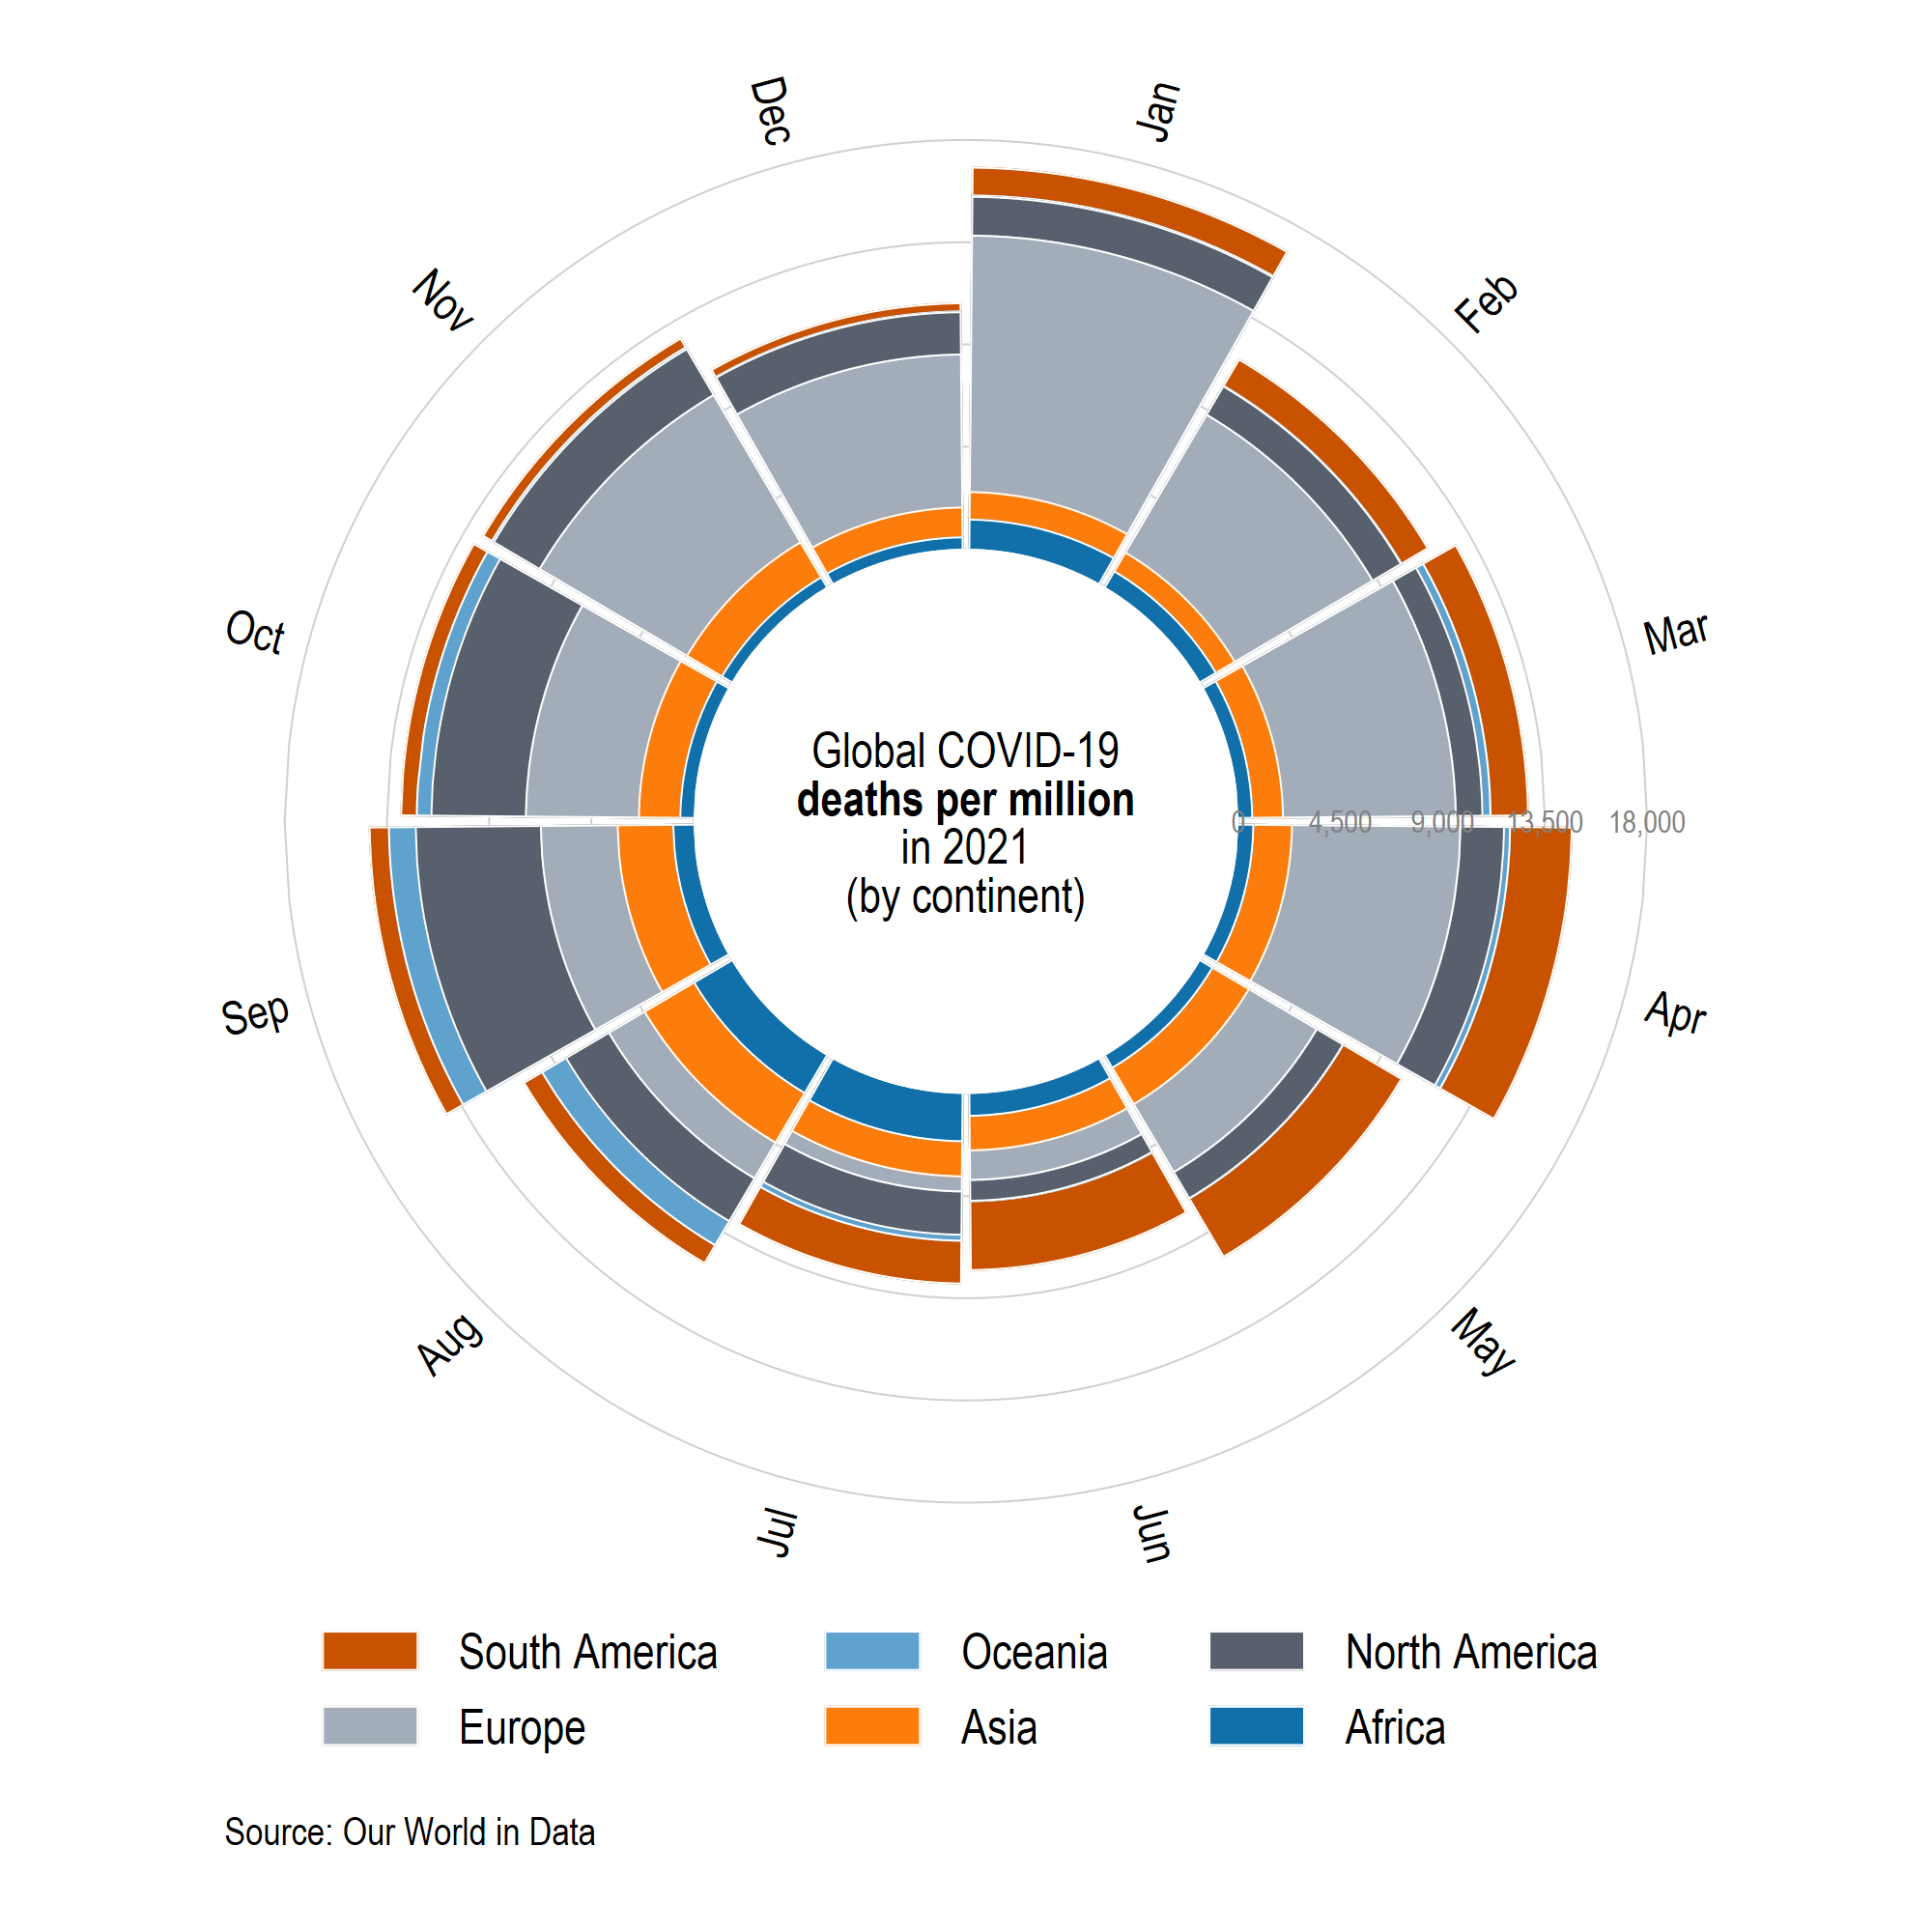 Dec
Jan
Nov
Feb
Oct
Mar
Global COVID-19
deaths per million
in 2021
(by continent)
0 4,500 9,000 13,500 18,000
Sep
Apr
Aug
May
Jul
Jun
South America Oceania North America
Europe Asia Africa
Source: Our World in Data